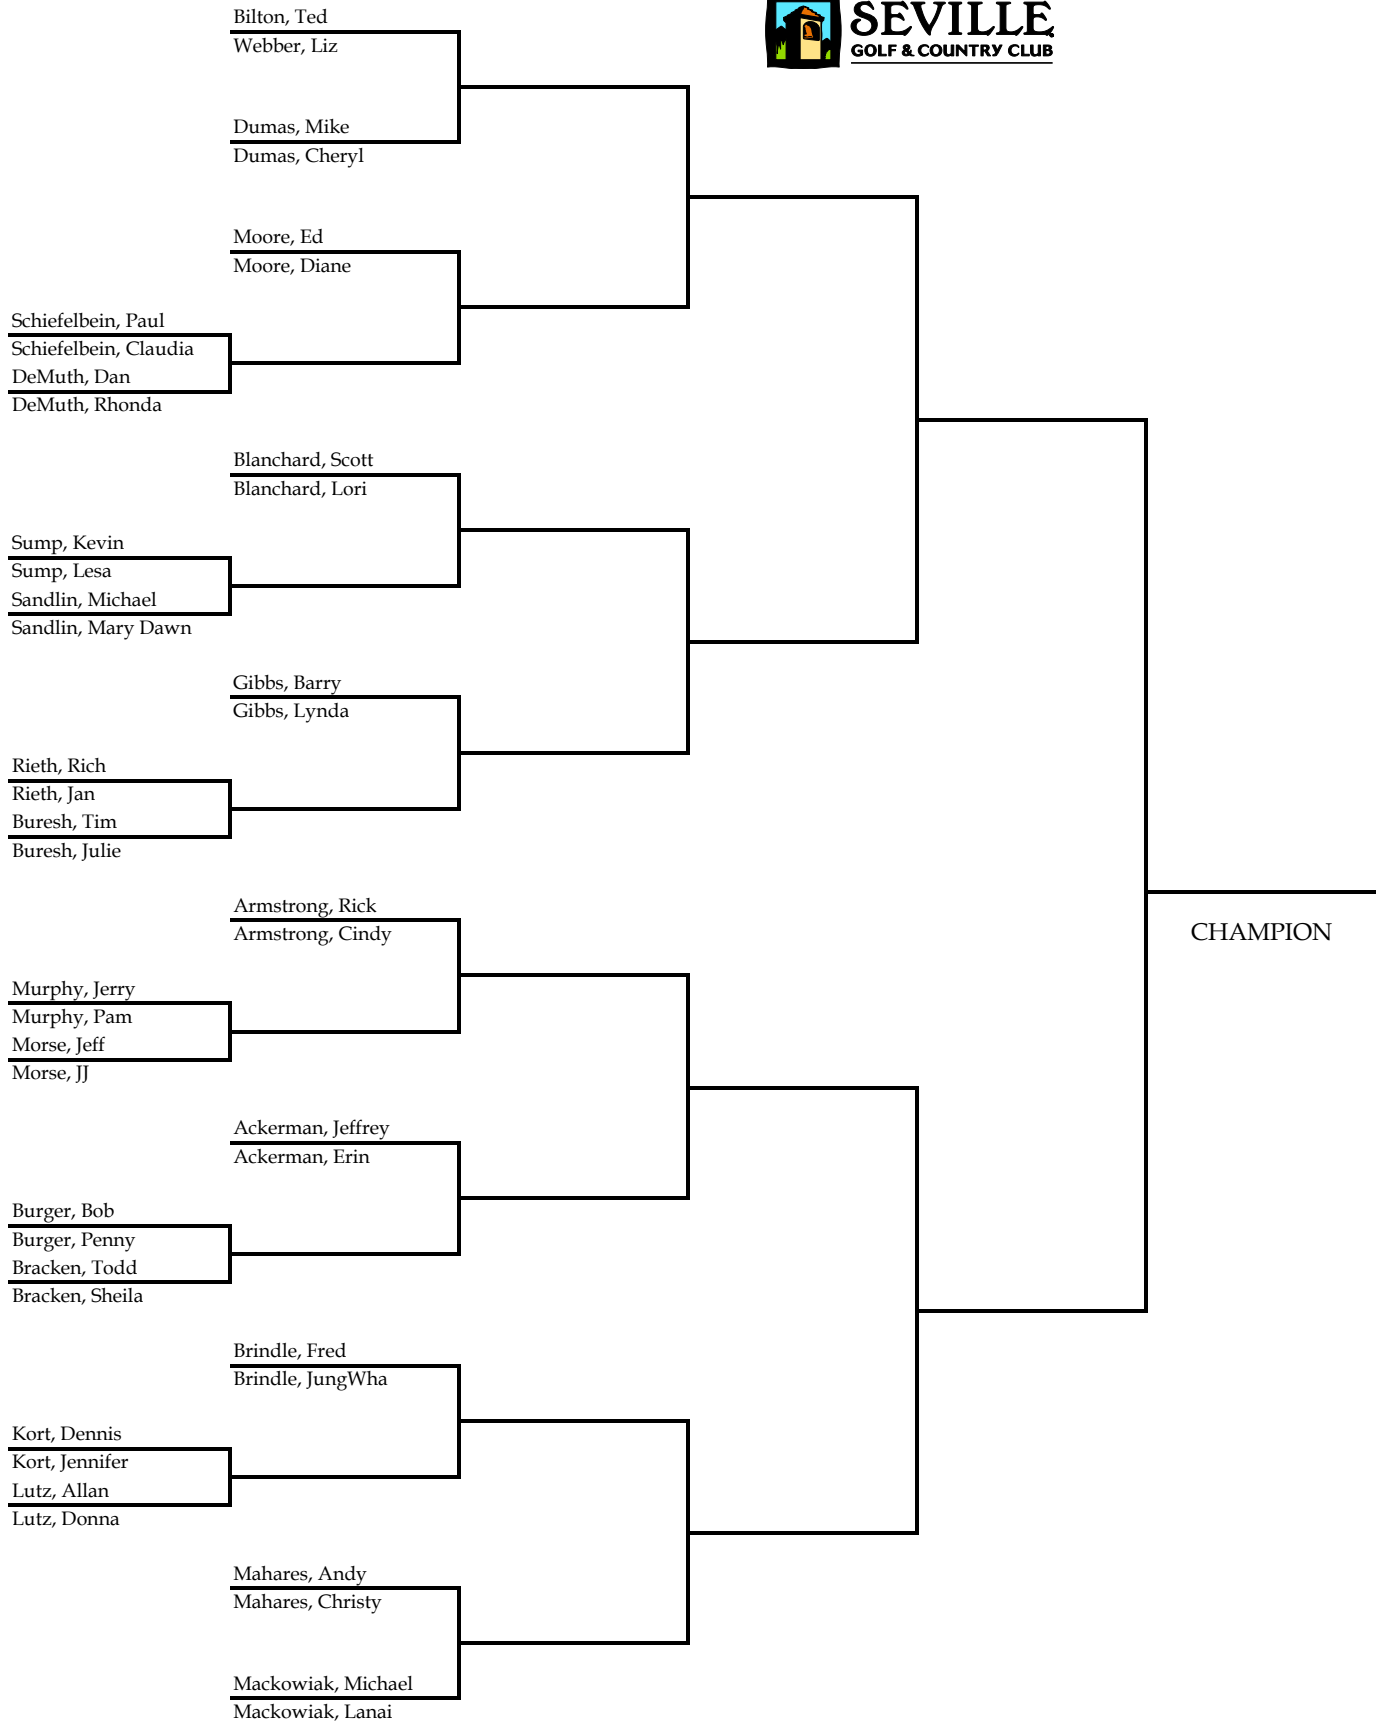 Bilton, Ted
SEVILLE
Webber, Liz
GOLF & COUNTRY CLUB
Dumas, Mike
Dumas, Cheryl
Moore, Ed
Moore, Diane
Schiefelbein, Paul
Schiefelbein, Claudia
DeMuth, Dan
DeMuth, Rhonda
Blanchard, Scott
Blanchard, Lori
Sump, Kevin
Sump, Lesa
Sandlin, Michael
Sandlin, Mary Dawn
Gibbs, Barry
Gibbs, Lynda
Rieth, Rich
Rieth, Jan
Buresh, Tim
Buresh, Julie
Armstrong, Rick
Armstrong, Cindy
CHAMPION
Murphy, Jerry
Murphy, Pam
Morse, Jeff
Morse, JJ
Ackerman, Jeffrey
Ackerman, Erin
Burger, Bob
Burger, Penny
Bracken, Todd
Bracken, Sheila
Brindle, Fred
Brindle, JungWha
Kort, Dennis
Kort, Jennifer
Lutz, Allan
Lutz, Donna
Mahares, Andy
Mahares, Christy
Mackowiak, Michael
Mackowiak, Lanai